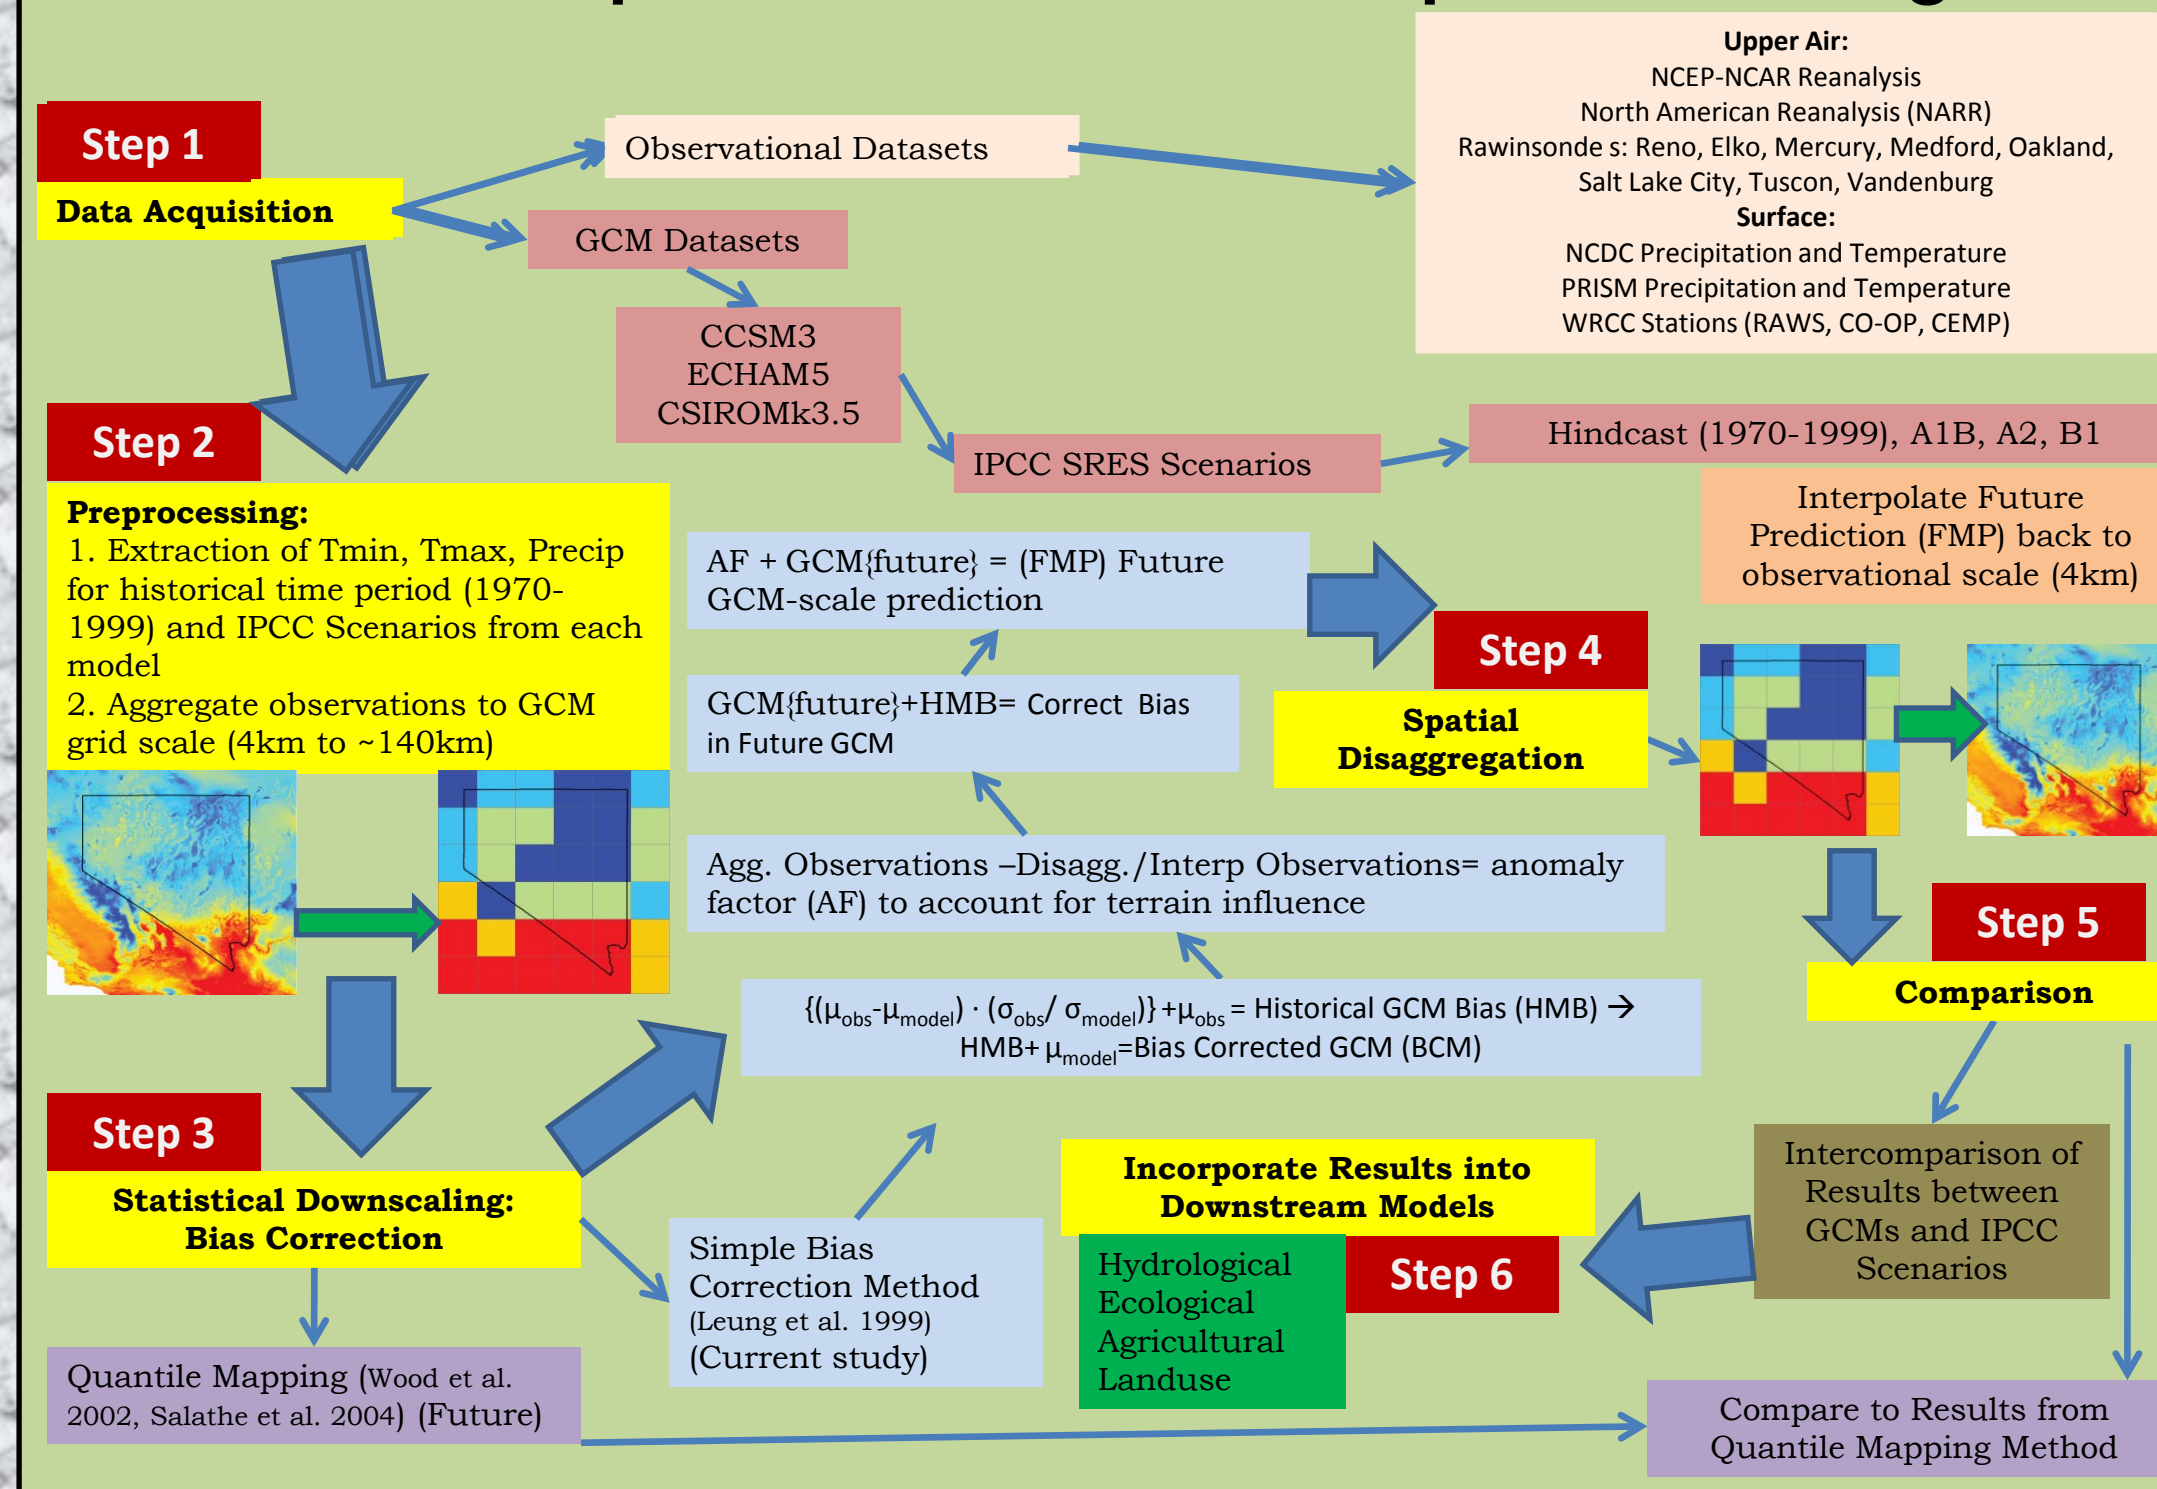 Upper Air:
NCEP-NCAR Reanalysis
North American Reanalysis (NARR)
Rawinsonde s: Reno, Elko, Mercury, Medford, Oakland,
Salt Lake City, Tuscon, Vandenburg
Surface:
NCDC Precipitation and Temperature
PRISM Precipitation and Temperature
WRCC Stations (RAWS, CO-OP, CEMP)
Step 1
Data Acquisition
Observational Datasets
GCM Datasets
CCSM3
ECHAM5
CSIROMk3.5
IPCC SRES Scenarios
Hindcast (1970-1999), A1B, A2, B1
Step 2
Preprocessing:
1. Extraction of Tmin, Tmax, Precip
for historical time period (1970-
1999) and IPCC Scenarios from each
model
2. Aggregate observations to GCM
grid scale (4km to ~140km)
Interpolate Future
Prediction (FMP) back to
observational scale (4km)
AF + GCM{future} = (FMP) Future
GCM-scale prediction
GCM{future}+HMB= Correct Bias
in Future GCM
Agg. Observations –Disagg./Interp Observations= anomaly
factor (AF) to account for terrain influence
{(μobs-μmodel) · (σobs/ σmodel)}+μobs = Historical GCM Bias (HMB) →
HMB+ μmodel=Bias Corrected GCM (BCM)
Step 4
Spatial
Disaggregation
Step 5
Comparison
Step 3
Statistical Downscaling:
Bias Correction
Simple Bias
Correction Method
(Leung et al. 1999)
(Current study)
Quantile Mapping (Wood et al.
2002, Salathe et al. 2004) (Future)
Incorporate Results into
Downstream Models
Hydrological
Ecological
Agricultural
Landuse
Step 6
Intercomparison of
Results between
GCMs and IPCC
Scenarios
Compare to Results from
Quantile Mapping Method